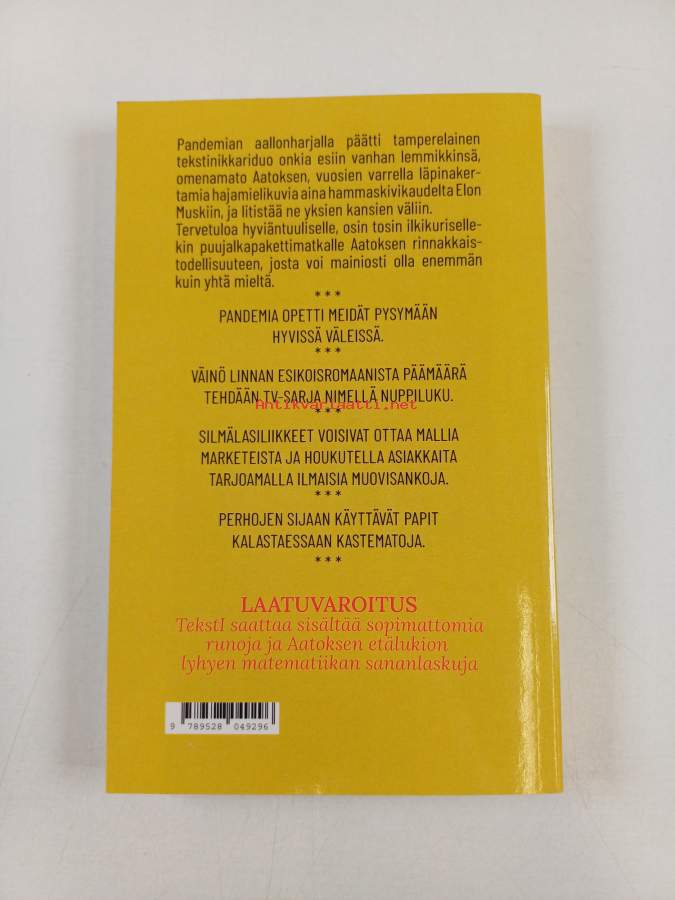 Pandemian aallonharjalla päätti tamperelainen
tekstinikkariduo onkia esiin vanhan lemmikkinsä,
omenamato Aatoksen, vuosien varrella läpinaker-
tamia hajamielikuvia aina hammaskivikaudelta Elon
Muskiin, ja litistää ne yksien kansien väliin.
Tervetuloa hyväntuuliselle, osin tosin ilkikuriselle-
kin puujalkapakettimatkalle Aatoksen rinnakkais-
todellisuuteen, josta voi mainiosti olla enemmän
kuin yhtä mieltä.
***
PANDEMIA OPETTI MEIDÄT PYSYMÄÄN
HYVISSÄ VÄLEISSÄ.
***
VÄINÖ LINNAN ESIKOISROMAANISTA PÄÄMÄÄRÄ
TEHDÄÄN TV-SARJA NIMELLÄ NUPPILUKU.
Antikvariaatti.net
***
SILMÄLASILIIKKEET VOISIVAT OTTAA MALLIA
MARKETEISTA JA HOUKUTELLA ASIAKKAITA
TARJOAMALLA ILMAISIA MUOVISANKOJA.
***
PERHOJEN SIJAAN KÄYTTÄVÄT PAPIT
KALASTAESSAAN KASTEMATOJA.
***
LAATUVAROITUS
TekstI saattaa sisältää sopimattomia
runoja ja Aatoksen etälukion
lyhyen matematiikan sananlaskuja
9 789528 049296